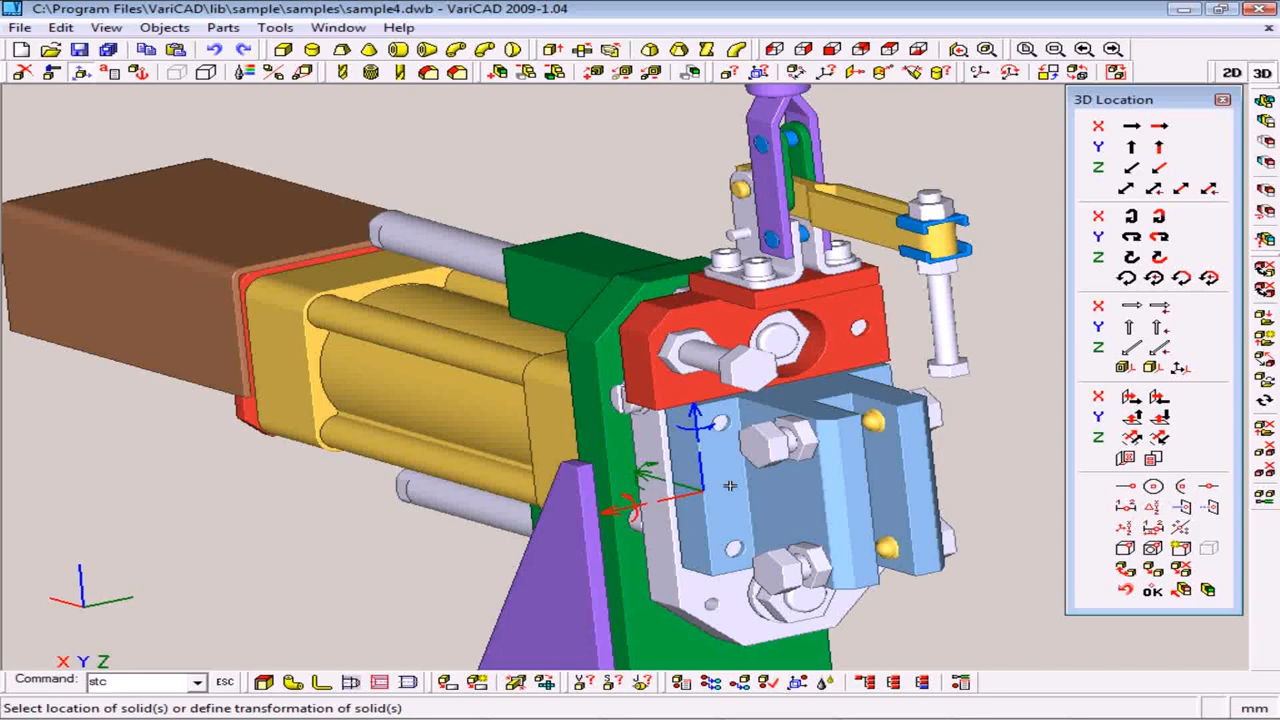 C:\Program Files\VariCAD\lib\sample\samples\sample4.dwb - VariCAD 2009-1.04
File Edit View Objects Parts Tools Window Help
2D 3D
3D Location
X
Y
Z
X
Y
Z
X
Y
Z
X
Y
Z
OK
X Y Z
Command: stc ESC
Select location of solid(s) or define transformation of solid(s)
mm